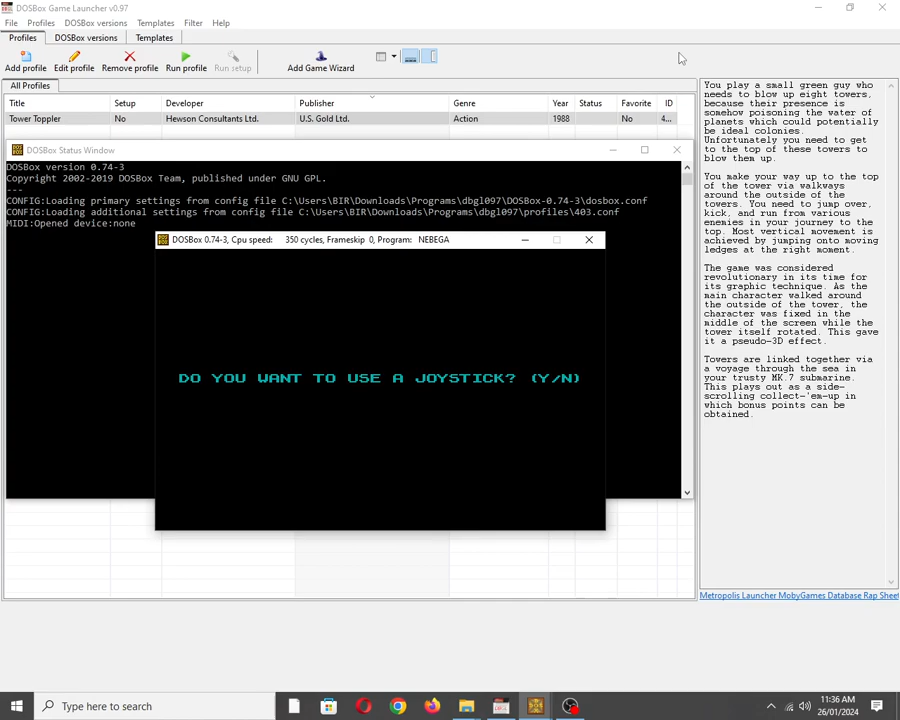 DOSBox Game Launcher v0.97
File Profiles DOSBox versions Templates Filter Help
Profiles DOSBox versions Templates
Add profile Edit profile Remove profile Run profile Run setup Add Game Wizard
All Profiles
Title Setup Developer Publisher Genre Year Status Favorite ID
Tower Toppler No Hewson Consultants Ltd. U.S. Gold Ltd. Action 1988 No 4...
DOSBox Status Window
DOSBox version 0.74-3
Copyright 2002-2019 DOSBox Team, published under GNU GPL.
---
CONFIG:Loading primary settings from config file C:\Users\BIR\Downloads\Programs\dbgl097\DOSBox-0.74-3\dosbox.conf
CONFIG:Loading additional settings from config file C:\Users\BIR\Downloads\Programs\dbgl097\profiles\403.conf
MIDI:Opened device:none
DOSBox 0.74-3, Cpu speed: 350 cycles, Frameskip 0, Program: NEBEGA
DO YOU WANT TO USE A JOYSTICK? (Y/N)
You play a small green guy who
needs to blow up eight towers,
because their presence is
somehow poisoning the water of
planets which could potentially
be ideal colonies.
Unfortunately you need to get
to the top of these towers to
blow them up.
You make your way up to the top
of the tower via walkways
around the outside of the
towers. You need to jump over,
kick, and run from various
enemies in your journey to the
top. Most vertical movement is
achieved by jumping onto moving
ledges at the right moment.
The game was considered
revolutionary in its time for
its graphic technique. As the
main character walked around
the outside of the tower, the
character was fixed in the
middle of the screen while the
tower itself rotated. This gave
it a pseudo-3D effect.
Towers are linked together via
a voyage through the sea in
your trusty MK.7 submarine.
This plays out as a side-
scrolling collect-'em-up in
which bonus points can be
obtained.
Metropolis Launcher MobyGames Database Rap Sheet
Type here to search
11:36 AM
26/01/2024